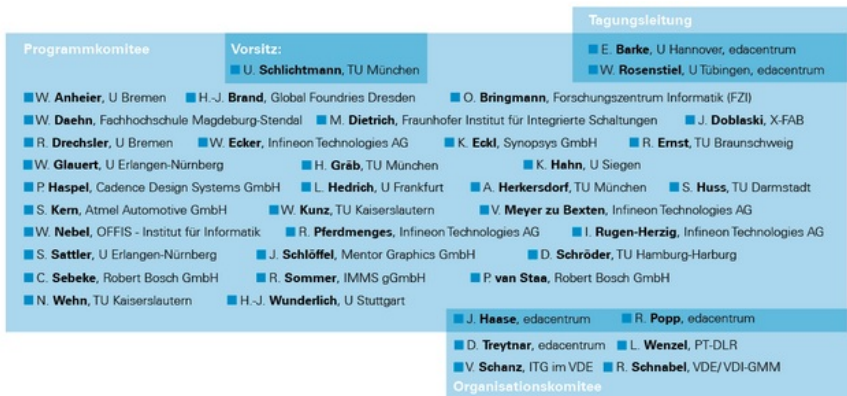 Tagungsleitung
E. Barke, U Hannover, edacentrum
W. Rosenstiel, U Tübingen, edacentrum
Programmkomitee
Vorsitz:
U. Schlichtmann, TU München
W. Anheier, U Bremen H.-J. Brand, Global Foundries Dresden O. Bringmann, Forschungszentrum Informatik (FZI)
W. Daehn, Fachhochschule Magdeburg-Stendal M. Dietrich, Fraunhofer Institut für Integrierte Schaltungen J. Doblaski, X-FAB
R. Drechsler, U Bremen W. Ecker, Infineon Technologies AG K. Eckl, Synopsys GmbH R. Ernst, TU Braunschweig
W. Glauert, U Erlangen-Nürnberg H. Gräb, TU München K. Hahn, U Siegen
P. Haspel, Cadence Design Systems GmbH L. Hedrich, U Frankfurt A. Herkersdorf, TU München S. Huss, TU Darmstadt
S. Kern, Atmel Automotive GmbH W. Kunz, TU Kaiserslautern V. Meyer zu Bexten, Infineon Technologies AG
W. Nebel, OFFIS - Institut für Informatik R. Pferdmenges, Infineon Technologies AG I. Rugen-Herzig, Infineon Technologies AG
S. Sattler, U Erlangen-Nürnberg J. Schlöffel, Mentor Graphics GmbH D. Schröder, TU Hamburg-Harburg
C. Sebeke, Robert Bosch GmbH R. Sommer, IMMS gGmbH P. van Staa, Robert Bosch GmbH
N. Wehn, TU Kaiserslautern H.-J. Wunderlich, U Stuttgart
J. Haase, edacentrum R. Popp, edacentrum
D. Treytnar, edacentrum L. Wenzel, PT-DLR
V. Schanz, ITG im VDE R. Schnabel, VDE/VDI-GMM
Organisationskomitee